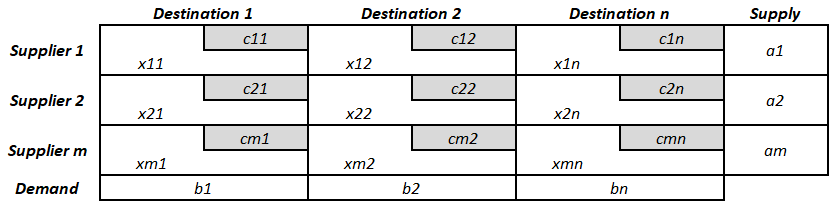 Destination 1 Destination 2 Destination n Supply
c11 c12 c1n
Supplier 1 a1
x11 x12 x1n
c21 c22 c2n
Supplier 2 a2
x21 x22 x2n
cm1 cm2 cmn
Supplier m am
xm1 xm2 xmn
Demand b1 b2 bn